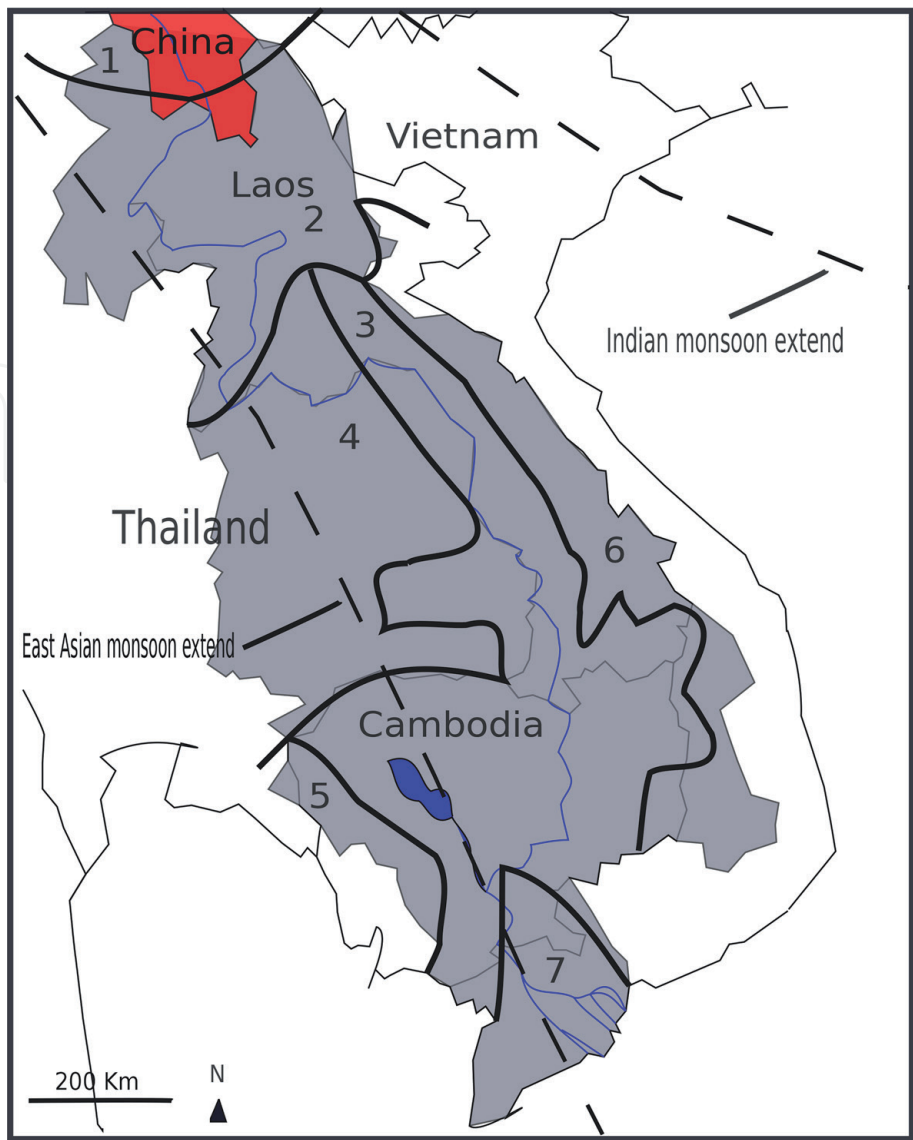 China
1
Vietnam
Laos
2
3
Indian monsoon extend
4
Thailand
6
East Asian monsoon extend
Cambodia
5
7
200 Km
N